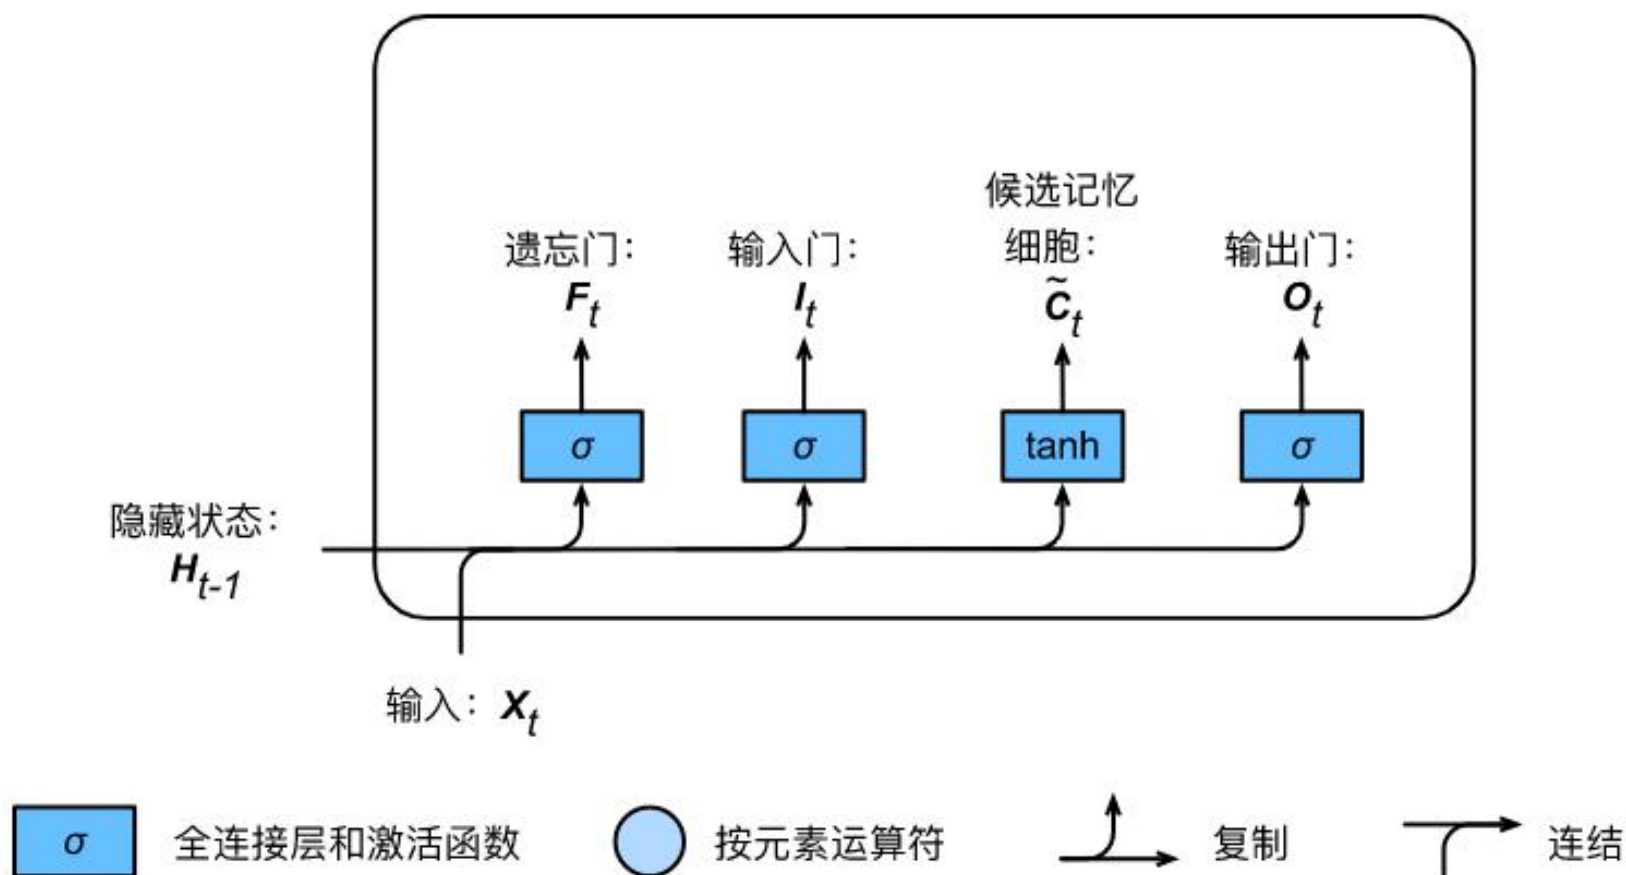 候选记忆
遗忘门：
输入门：
细胞：
输出门：
F_t
I_t
C̃_t
O_t
σ
σ
tanh
σ
隐藏状态：
H_{t-1}
输入： X_t
σ 全连接层和激活函数
按元素运算符
复制
连结